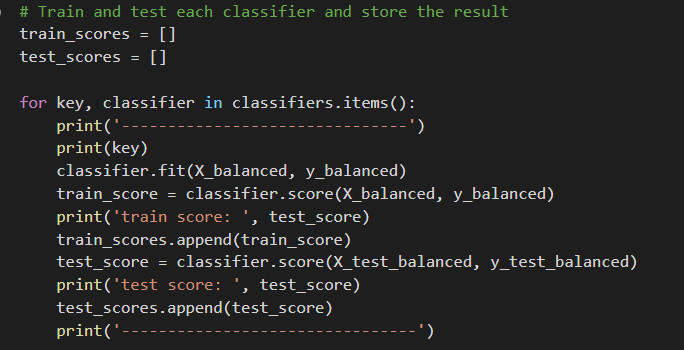 # Train and test each classifier and store the result
train_scores = []
test_scores = []
for key, classifier in classifiers.items():
    print('-------------------------------')
    print(key)
    classifier.fit(X_balanced, y_balanced)
    train_score = classifier.score(X_balanced, y_balanced)
    print('train score: ', test_score)
    train_scores.append(train_score)
    test_score = classifier.score(X_test_balanced, y_test_balanced)
    print('test score: ', test_score)
    test_scores.append(test_score)
    print('--------------------------------')